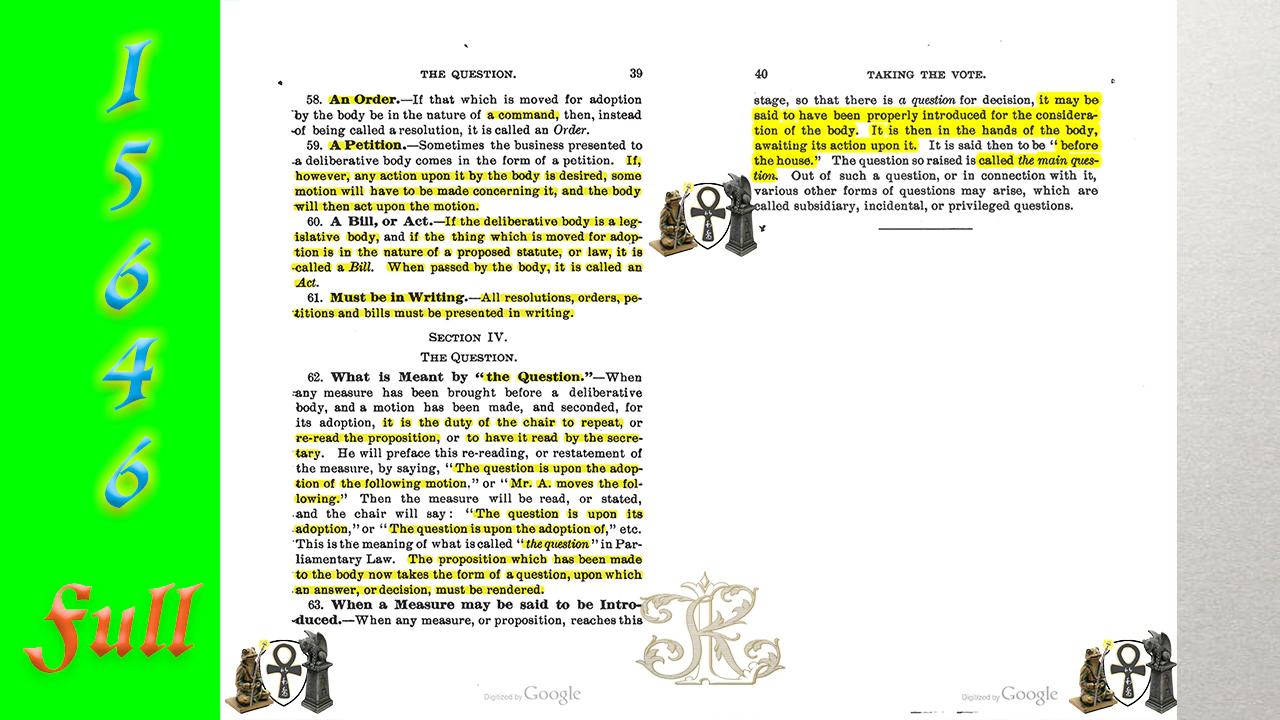 1
5
6
4
6
Full
THE QUESTION. 39
58. An Order.—If that which is moved for adoption
by the body be in the nature of a command, then, instead
of being called a resolution, it is called an Order.
59. A Petition.—Sometimes the business presented to
a deliberative body comes in the form of a petition. If,
however, any action upon it by the body is desired, some
motion will have to be made concerning it, and the body
will then act upon the motion.
60. A Bill, or Act.—If the deliberative body is a leg-
islative body, and if the thing which is moved for adop-
tion is in the nature of a proposed statute, or law, it is
called a Bill. When passed by the body, it is called an
Act.
61. Must be in Writing.—All resolutions, orders, pe-
titions and bills must be presented in writing.
SECTION IV.
THE QUESTION.
62. What is Meant by “the Question.”—When
any measure has been brought before a deliberative
body, and a motion has been made, and seconded, for
its adoption, it is the duty of the chair to repeat, or
re-read the proposition, or to have it read by the secre-
tary. He will preface this re-reading, or restatement of
the measure, by saying, “The question is upon the adop-
tion of the following motion,” or “Mr. A. moves the fol-
lowing.” Then the measure will be read, or stated,
and the chair will say: “The question is upon its
adoption,” or “The question is upon the adoption of,” etc.
This is the meaning of what is called “the question” in Par-
liamentary Law. The proposition which has been made
to the body now takes the form of a question, upon which
an answer, or decision, must be rendered.
63. When a Measure may be said to be Intro-
duced.—When any measure, or proposition, reaches this
Digitized by Google
40 TAKING THE VOTE.
stage, so that there is a question for decision, it may be
said to have been properly introduced for the considera-
tion of the body. It is then in the hands of the body,
awaiting its action upon it. It is said then to be “before
the house.” The question so raised is called the main ques-
tion. Out of such a question, or in connection with it,
various other forms of questions may arise, which are
called subsidiary, incidental, or privileged questions.
Digitized by Google